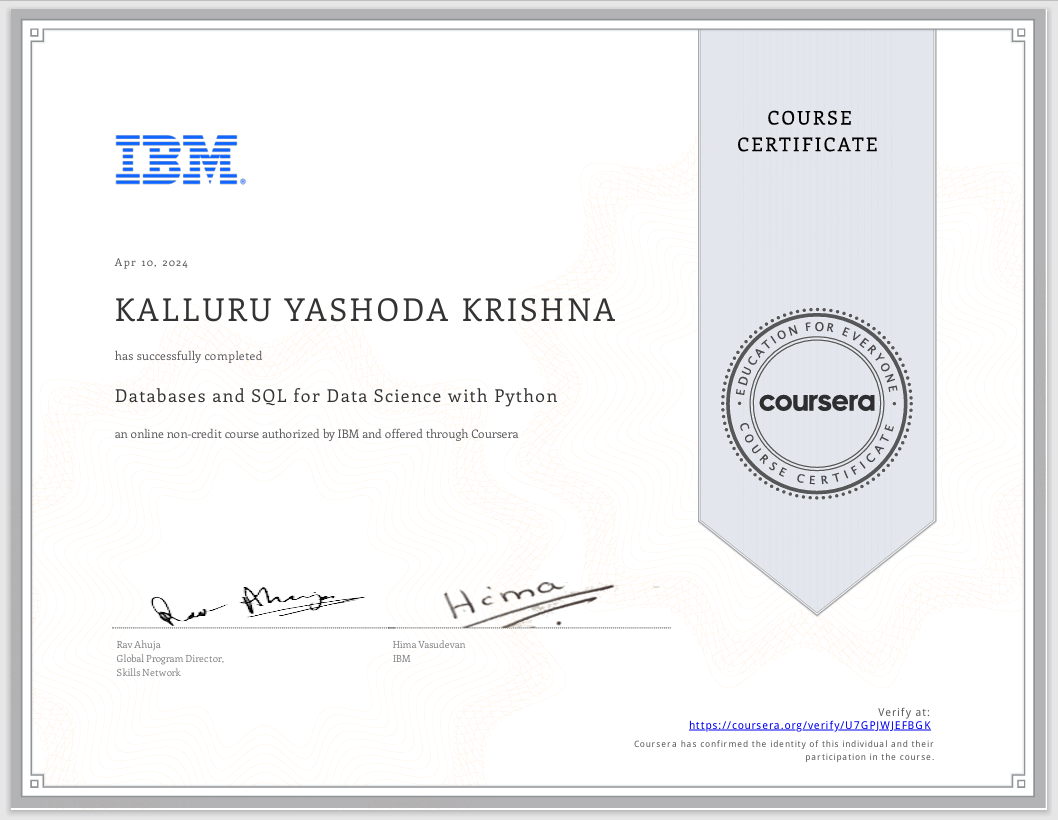 COURSE
CERTIFICATE
IBM®
Apr 10, 2024
KALLURU YASHODA KRISHNA
has successfully completed
Databases and SQL for Data Science with Python
an online non-credit course authorized by IBM and offered through Coursera
EDUCATION FOR EVERYONE
coursera
COURSE CERTIFICATE
Rav Ahuja
Hima
Rav Ahuja
Global Program Director,
Skills Network
Hima Vasudevan
IBM
Verify at:
https://coursera.org/verify/U7GPJWJEFBGK
Coursera has confirmed the identity of this individual and their
participation in the course.